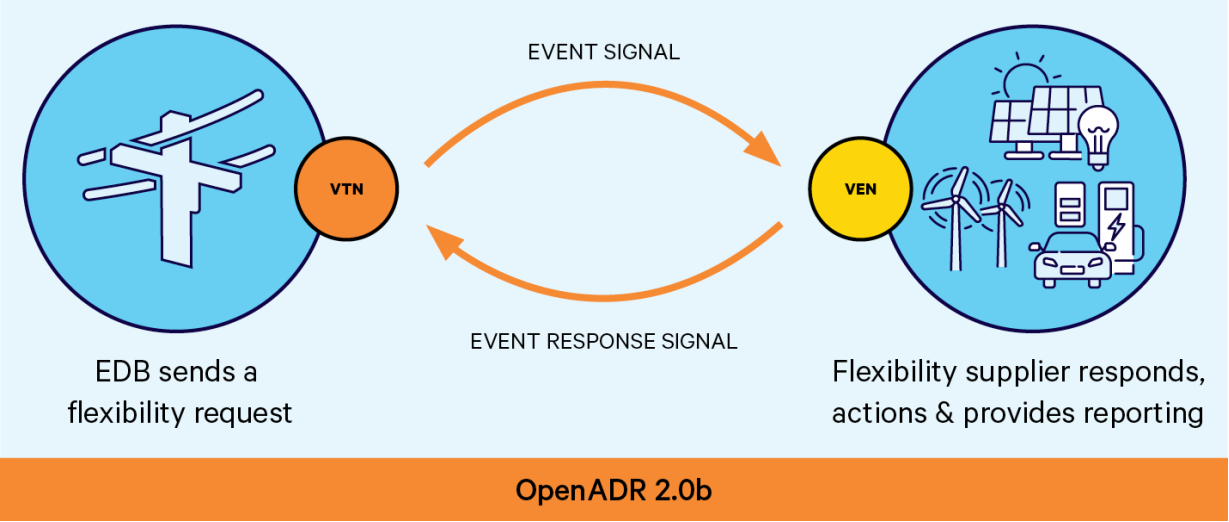 EVENT SIGNAL
VTN
VEN
EVENT RESPONSE SIGNAL
EDB sends a
flexibility request
Flexibility supplier responds,
actions & provides reporting
OpenADR 2.0b